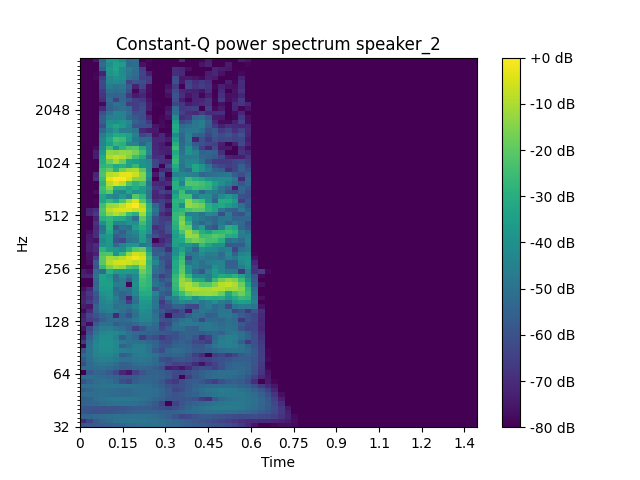 Constant-Q power spectrum speaker_2
+0 dB
2048
-10 dB
1024
-20 dB
512
-30 dB
Hz
-40 dB
256
-50 dB
128
-60 dB
64
-70 dB
32
-80 dB
0 0.15 0.3 0.45 0.6 0.75 0.9 1.1 1.2 1.4
Time